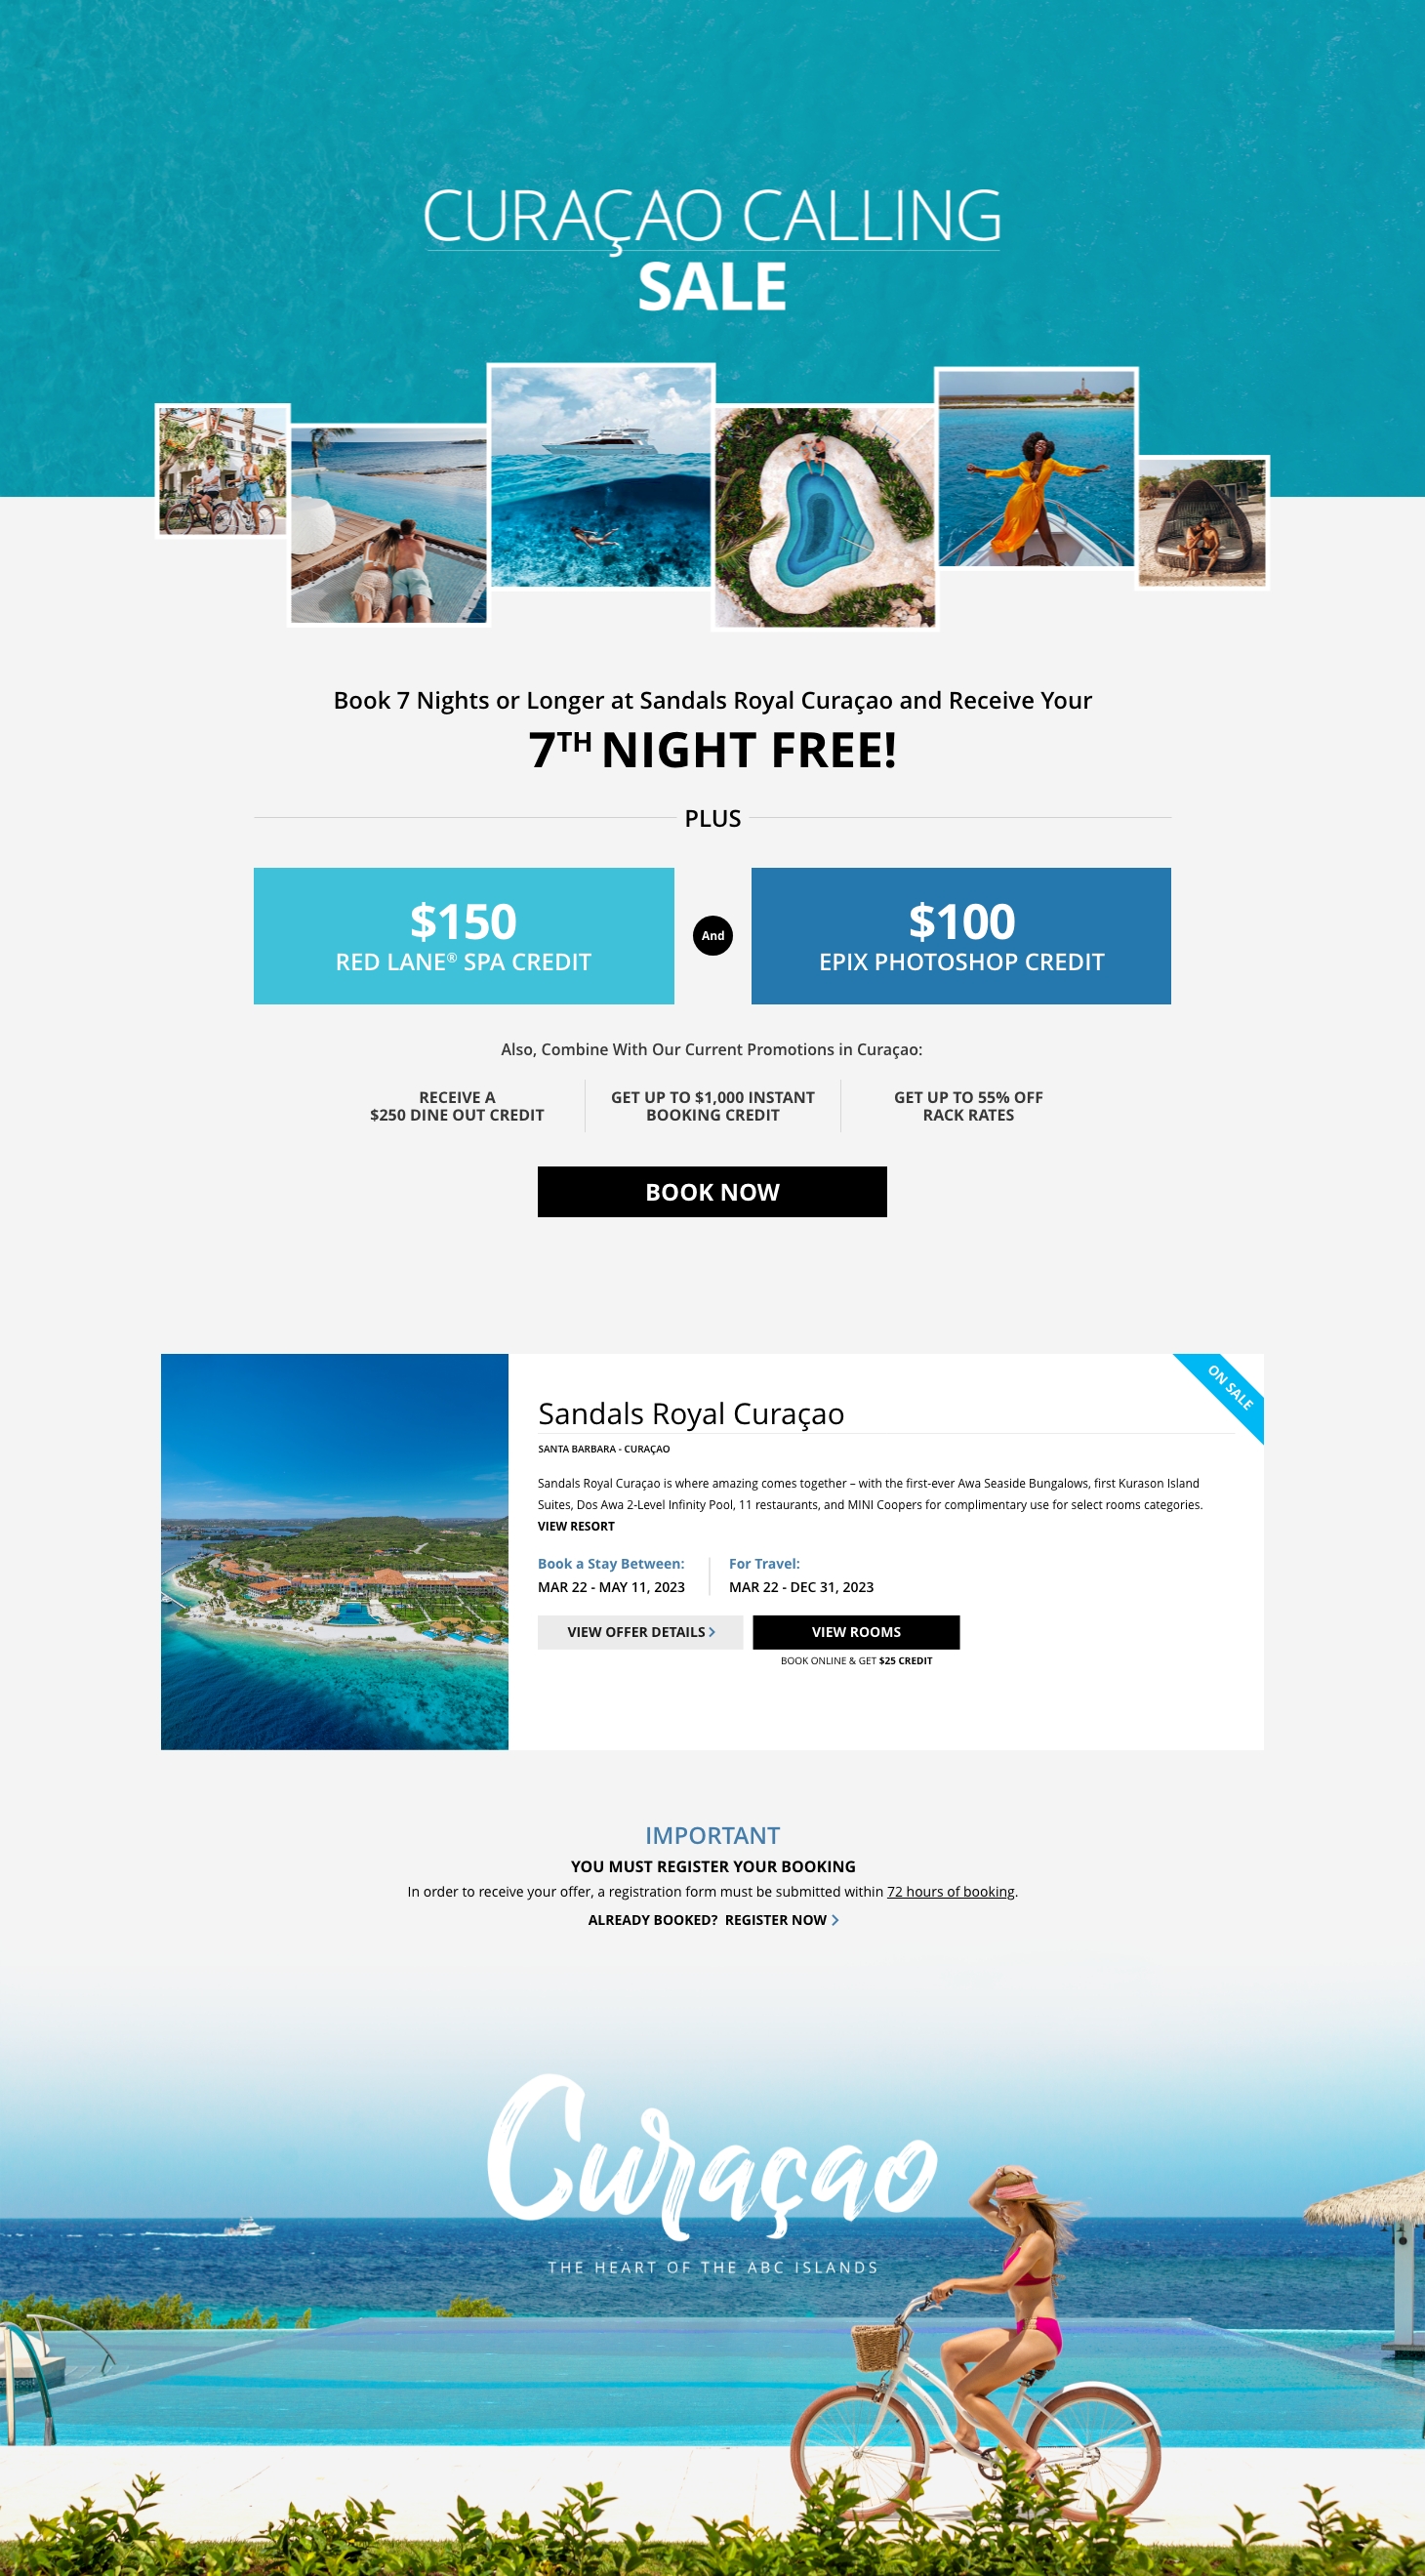 CURAÇAO CALLING
SALE
Book 7 Nights or Longer at Sandals Royal Curaçao and Receive Your
7TH NIGHT FREE!
PLUS
$150
RED LANE® SPA CREDIT
And
$100
EPIX PHOTOSHOP CREDIT
Also, Combine With Our Current Promotions in Curaçao:
RECEIVE A
$250 DINE OUT CREDIT
GET UP TO $1,000 INSTANT
BOOKING CREDIT
GET UP TO 55% OFF
RACK RATES
BOOK NOW
ON SALE
Sandals Royal Curaçao
SANTA BARBARA - CURAÇAO
Sandals Royal Curaçao is where amazing comes together – with the first-ever Awa Seaside Bungalows, first Kurason Island
Suites, Dos Awa 2-Level Infinity Pool, 11 restaurants, and MINI Coopers for complimentary use for select rooms categories.
VIEW RESORT
Book a Stay Between:
MAR 22 - MAY 11, 2023
For Travel:
MAR 22 - DEC 31, 2023
VIEW OFFER DETAILS
VIEW ROOMS
BOOK ONLINE & GET $25 CREDIT
IMPORTANT
YOU MUST REGISTER YOUR BOOKING
In order to receive your offer, a registration form must be submitted within 72 hours of booking.
ALREADY BOOKED? REGISTER NOW
Curaçao
THE HEART OF THE ABC ISLANDS